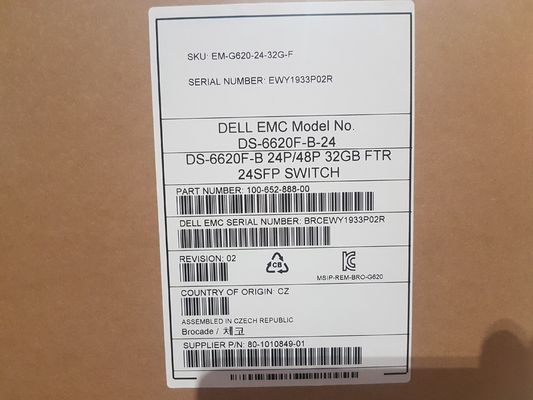 SKU: EM-G620-24-32G-F
SERIAL NUMBER: EWY1933P02R
DELL EMC Model No.
DS-6620F-B-24
DS-6620F-B 24P/48P 32GB FTR
24SFP SWITCH
PART NUMBER: 100-652-888-00
DELL EMC SERIAL NUMBER: BRCEWY1933P02R
REVISION: 02
CB
MSIP-REM-BRO-G620
COUNTRY OF ORIGIN: CZ
ASSEMBLED IN CZECH REPUBLIC
Brocade / 체코
SUPPLIER P/N: 80-1010849-01